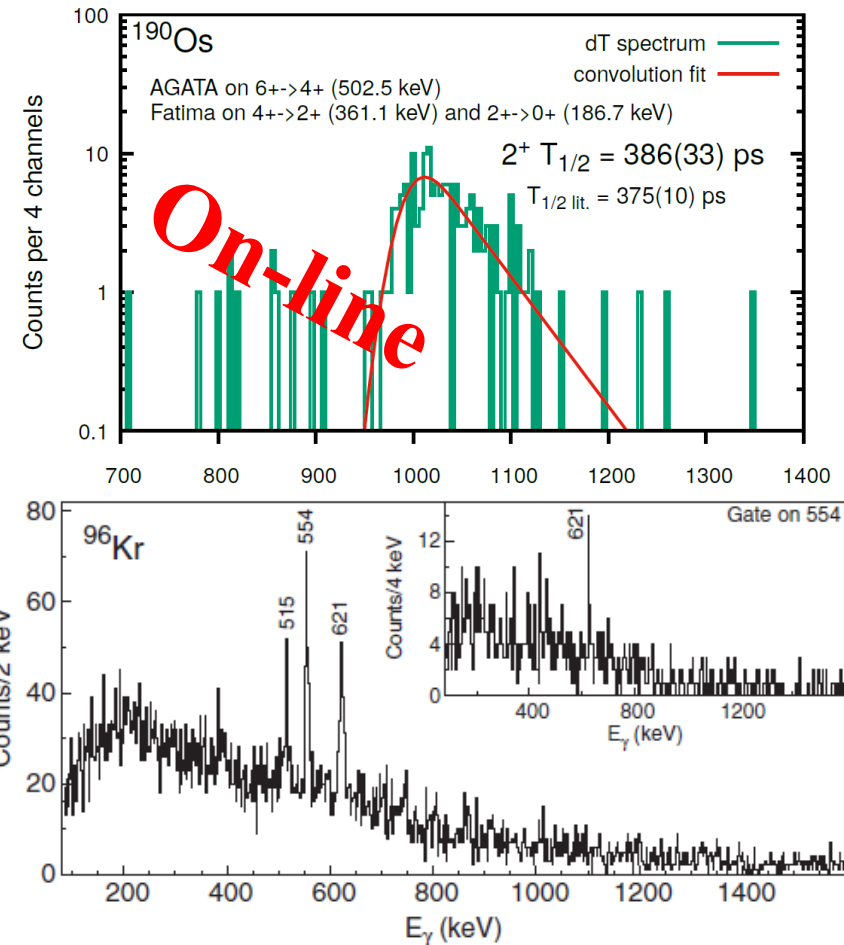 100
10
1
0.1
Counts per 4 channels
190Os
dT spectrum
convolution fit
AGATA on 6+->4+ (502.5 keV)
Fatima on 4+->2+ (361.1 keV) and 2+->0+ (186.7 keV)
2+ T1/2 = 386(33) ps
T1/2 lit. = 375(10) ps
On-line
700 800 900 1000 1100 1200 1300 1400
80
60
40
20
0
Counts/2 keV
96Kr
515
554
621
200 400 600 800 1000 1200 1400
Eγ (keV)
Gate on 554
621
12
8
4
0
Counts/4 keV
400 800 1200
Eγ (keV)